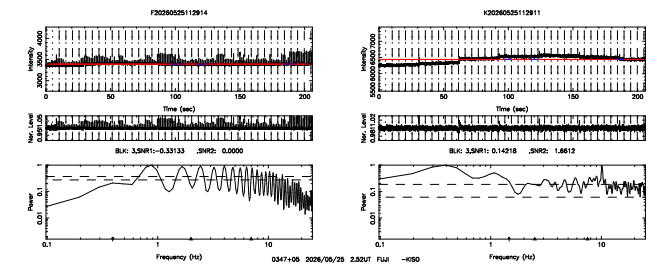 F20260525112914
K20260525112911
Intensity
3000 3500 4000
0 50 100 150 200
Time (sec)
Intensity
5500 6000 6500 7000
0 50 100 150 200
Time (sec)
Nor. Level
0.95 1.05
Nor. Level
0.98 1.02
BLK: 3,SNR1:-0.33133 ,SNR2: 0.0000
BLK: 3,SNR1: 0.14218 ,SNR2: 1.6612
Power
0.01 0.1 1
0.1 1 10
Frequency (Hz)
Power
0.01 0.1 1
0.1 1 10
Frequency (Hz)
0347+05 2026/05/25 2.52UT FUJI -KISO